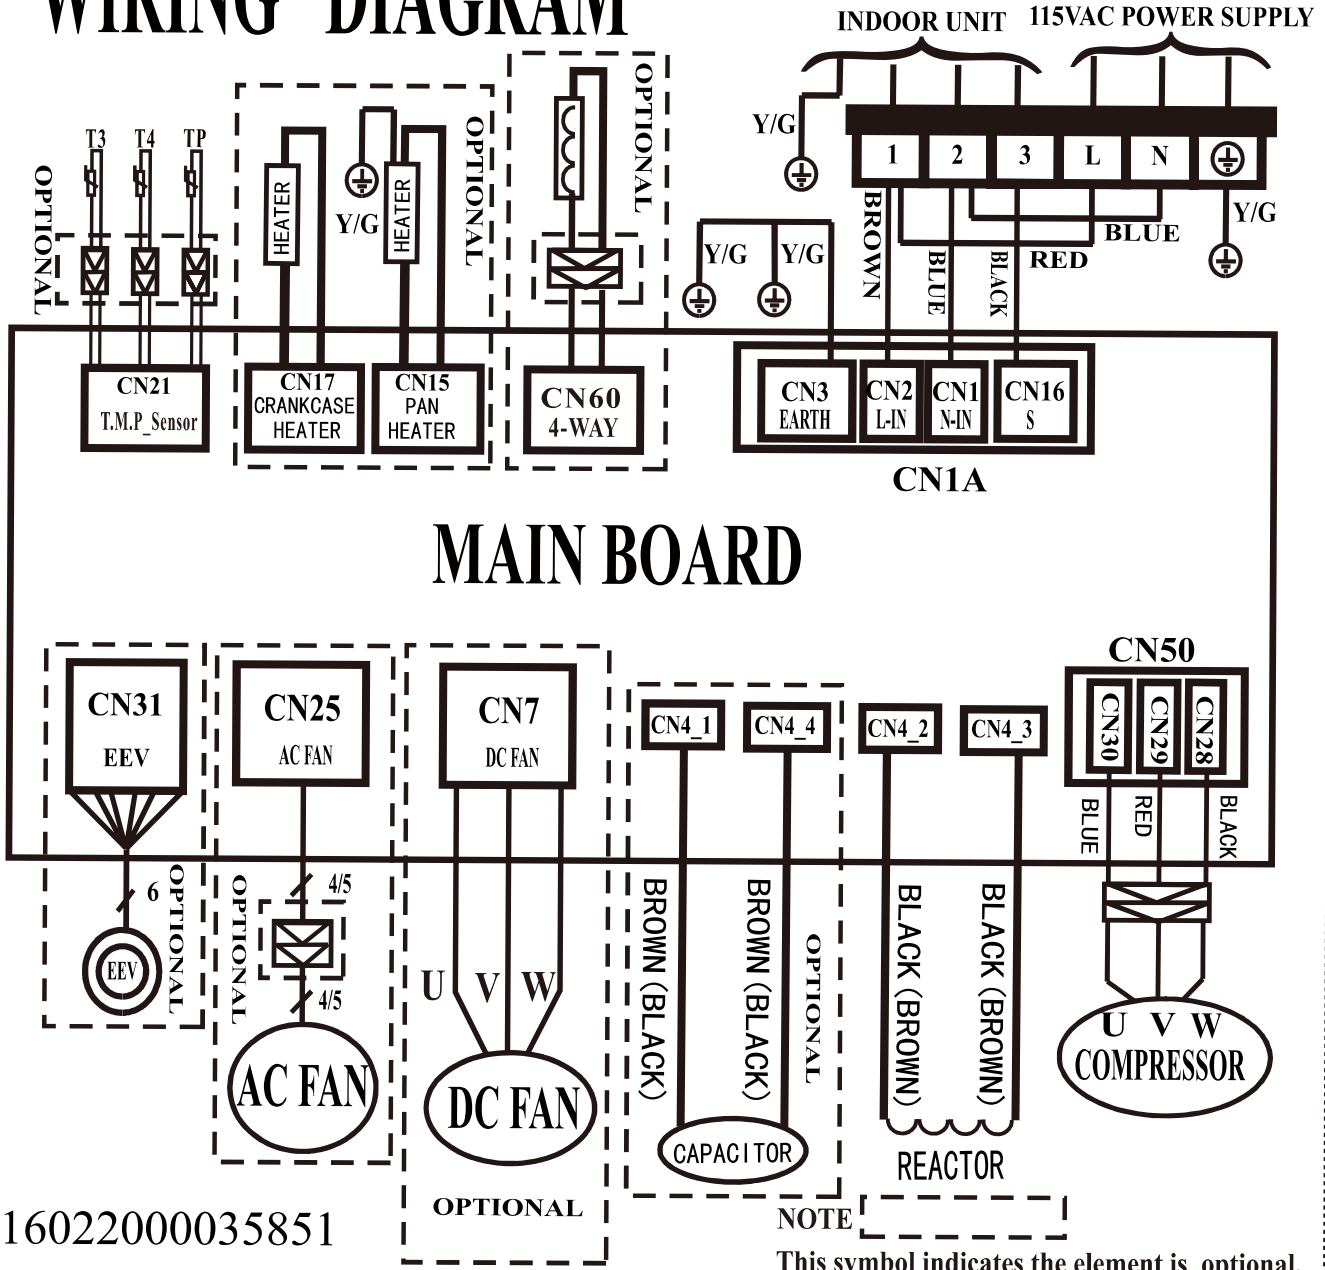 WIRING DIAGRAM
INDOOR UNIT
115VAC POWER SUPPLY
T3
T4
TP
OPTIONAL
HEATER
Y/G
HEATER
OPTIONAL
OPTIONAL
Y/G
1
2
3
L
N
Y/G
Y/G
Y/G
BROWN
BLUE
BLACK
RED
BLUE
CN21
T.M.P_Sensor
CN17
CRANKCASE
HEATER
CN15
PAN
HEATER
CN60
4-WAY
CN3
EARTH
CN2
L-IN
CN1
N-IN
CN16
S
CN1A
MAIN BOARD
CN31
EEV
CN25
AC FAN
CN7
DC FAN
CN4_1
CN4_4
CN4_2
CN4_3
CN50
CN30
CN29
CN28
BLUE
RED
BLACK
6
OPTIONAL
EEV
OPTIONAL
4/5
4/5
AC FAN
U
V
W
DC FAN
OPTIONAL
BROWN(BLACK)
BROWN(BLACK)
OPTIONAL
CAPACITOR
BLACK(BROWN)
BLACK(BROWN)
REACTOR
U V W
COMPRESSOR
16022000035851
NOTE
This symbol indicates the element is optional.